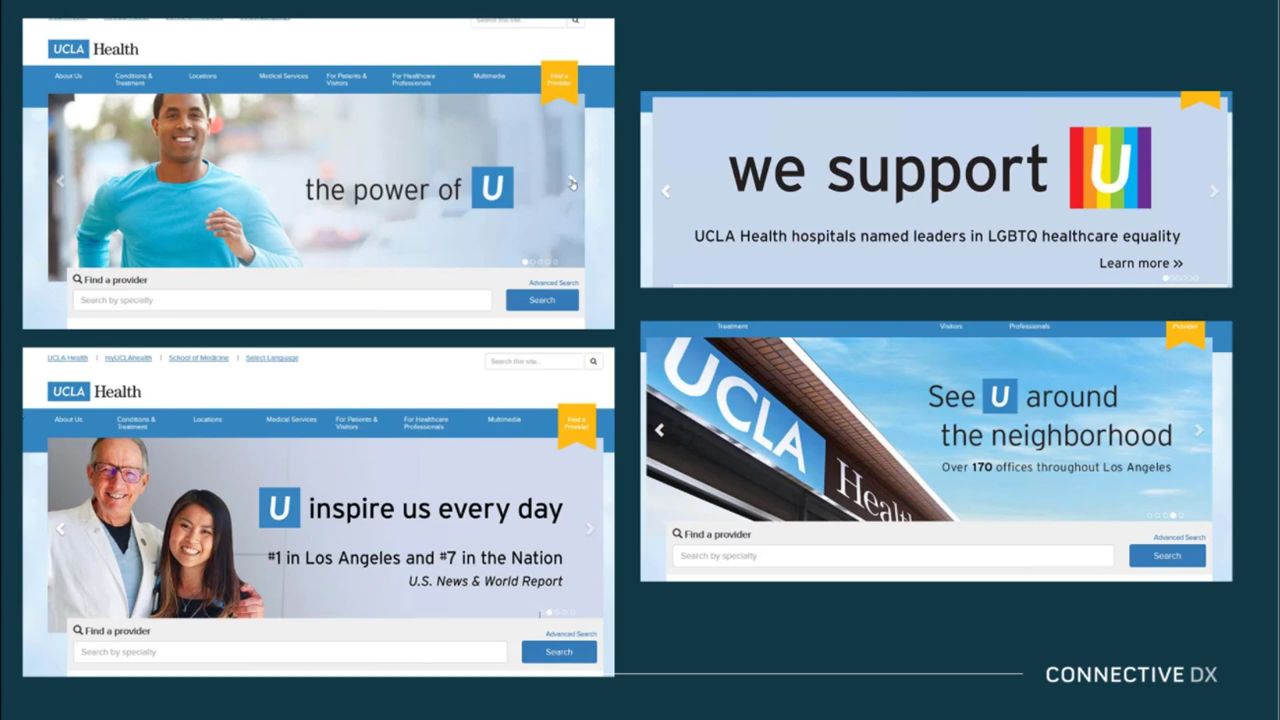 Search this site...
UCLA Health
About Us
Conditions & Treatment
Locations
Medical Services
For Patients & Visitors
For Healthcare Professionals
Multimedia
Find a Provider
the power of U
Find a provider
Advanced Search
Search by specialty
Search
we support U
UCLA Health hospitals named leaders in LGBTQ healthcare equality
Learn more »
UCLA Health | myUCLAhealth | School of Medicine | Select Language
Search this site...
UCLA Health
About Us
Conditions & Treatment
Locations
Medical Services
For Patients & Visitors
For Healthcare Professionals
Multimedia
Find a Provider
U inspire us every day
#1 in Los Angeles and #7 in the Nation
U.S. News & World Report
Find a provider
Advanced Search
Search by specialty
Search
Treatment
Visitors
Professionals
Provider
UCLA Health
See U around
the neighborhood
Over 170 offices throughout Los Angeles
Find a provider
Advanced Search
Search by specialty
Search
CONNECTIVE DX